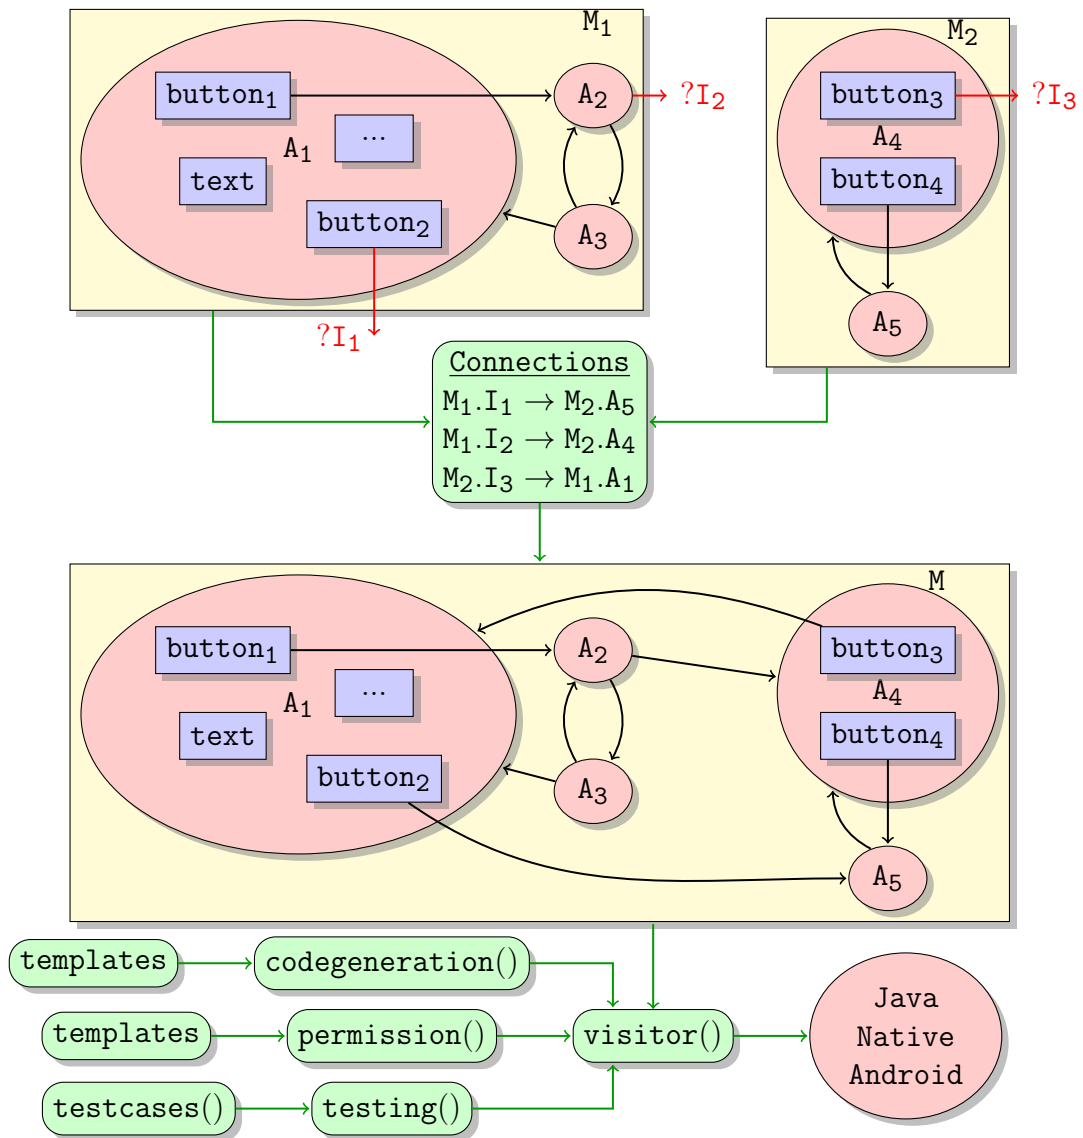 M₁
M₂
button₁
A₂
?I₂
button₃
?I₃
...
A₁
A₄
text
button₄
button₂
A₃
A₅
?I₁
Connections
M₁.I₁ → M₂.A₅
M₁.I₂ → M₂.A₄
M₂.I₃ → M₁.A₁
M
button₁
A₂
button₃
...
A₁
A₄
text
button₄
button₂
A₃
A₅
templates
codegeneration()
templates
permission()
visitor()
Java
Native
Android
testcases()
testing()